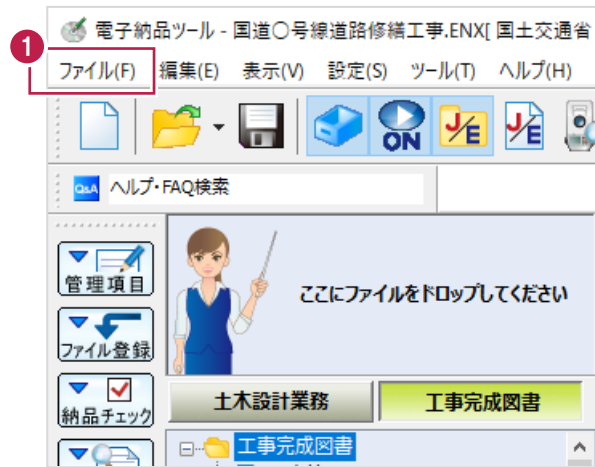 電子納品ツール - 国道〇号線道路修繕工事.ENX[ 国土交通省
1
ファイル(F) 編集(E) 表示(V) 設定(S) ツール(T) ヘルプ(H)
ON J/E J/E
Q&A ヘルプ・FAQ検索
管理項目
ここにファイルをドロップしてください
ファイル登録
納品チェック
土木設計業務 工事完成図書
工事完成図書